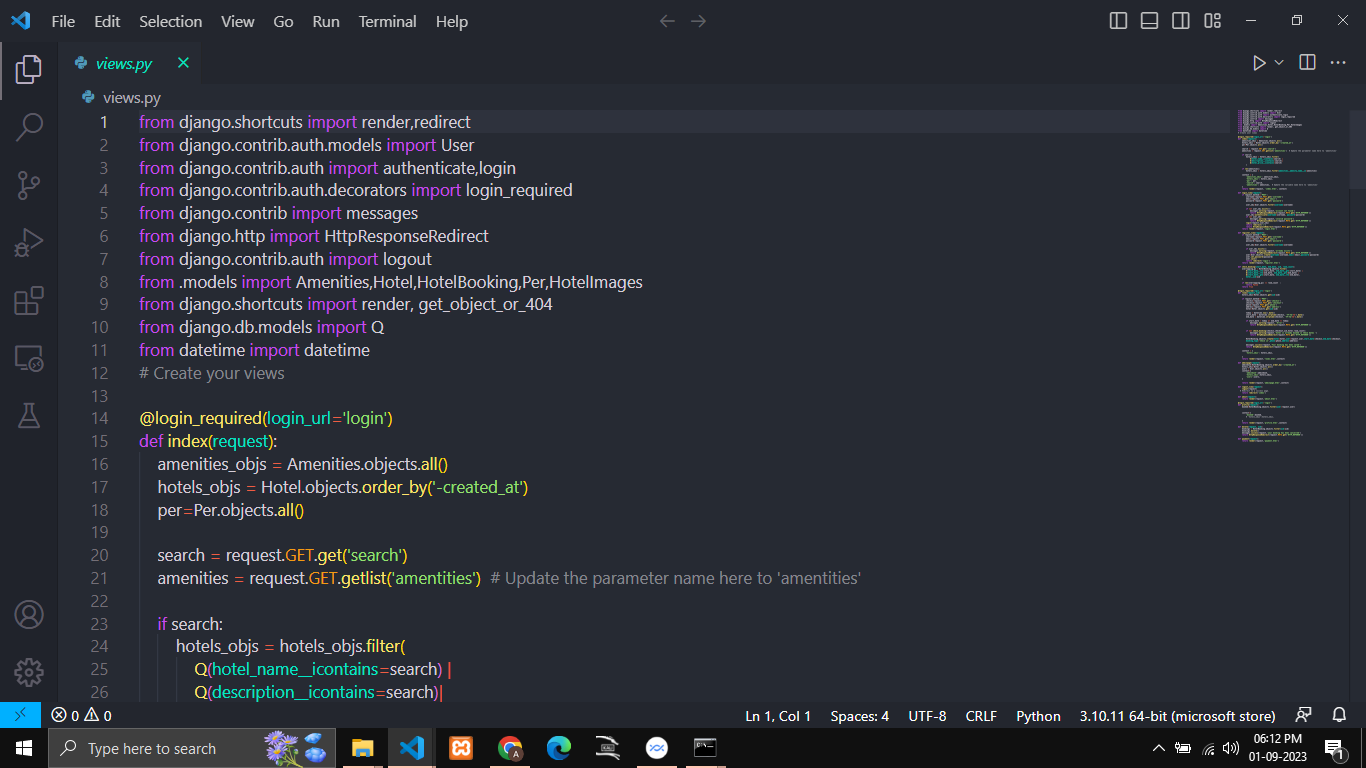 File Edit Selection View Go Run Terminal Help
views.py
views.py
1 from django.shortcuts import render,redirect
2 from django.contrib.auth.models import User
3 from django.contrib.auth import authenticate,login
4 from django.contrib.auth.decorators import login_required
5 from django.contrib import messages
6 from django.http import HttpResponseRedirect
7 from django.contrib.auth import logout
8 from .models import Amenities,Hotel,HotelBooking,Per,HotelImages
9 from django.shortcuts import render, get_object_or_404
10 from django.db.models import Q
11 from datetime import datetime
12 # Create your views
13
14 @login_required(login_url='login')
15 def index(request):
16 amenities_objs = Amenities.objects.all()
17 hotels_objs = Hotel.objects.order_by('-created_at')
18 per=Per.objects.all()
19
20 search = request.GET.get('search')
21 amenities = request.GET.getlist('amentities') # Update the parameter name here to 'amentities'
22
23 if search:
24 hotels_objs = hotels_objs.filter(
25 Q(hotel_name__icontains=search) |
26 Q(description__icontains=search)|
0 0 Ln 1, Col 1 Spaces: 4 UTF-8 CRLF Python 3.10.11 64-bit (microsoft store)
Type here to search
06:12 PM
01-09-2023
1